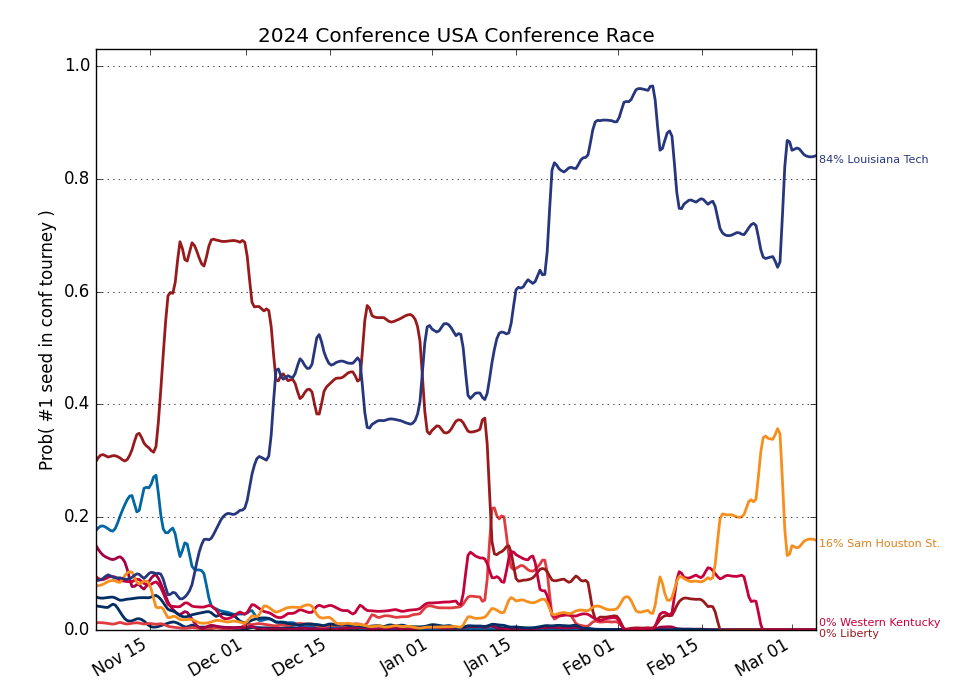 2024 Conference USA Conference Race
Prob( #1 seed in conf tourney )
1.0
0.8
0.6
0.4
0.2
0.0
84% Louisiana Tech
16% Sam Houston St.
0% Western Kentucky
0% Liberty
Nov 15
Dec 01
Dec 15
Jan 01
Jan 15
Feb 01
Feb 15
Mar 01